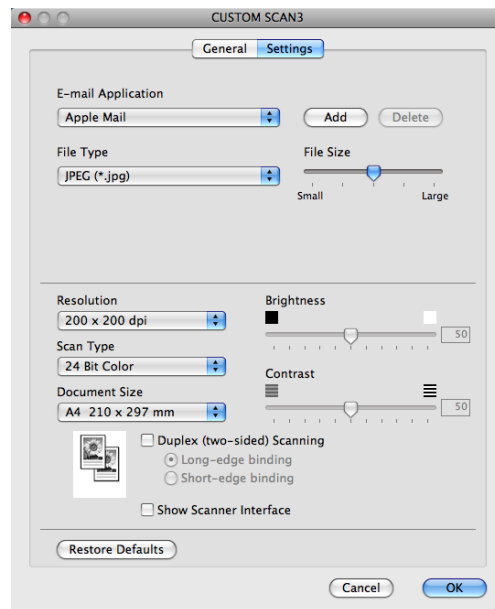 CUSTOM SCAN3
General Settings
E-mail Application
Apple Mail Add Delete
File Type File Size
JPEG (*.jpg)
Small Large
Resolution Brightness
200 x 200 dpi
50
Scan Type
24 Bit Color
Contrast
Document Size
A4 210 x 297 mm 50
Duplex (two-sided) Scanning
Long-edge binding
Short-edge binding
Show Scanner Interface
Restore Defaults
Cancel OK